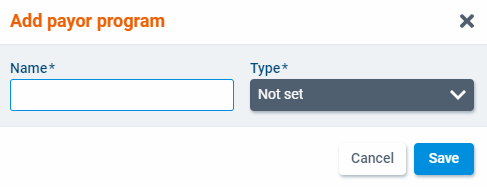 Add payor program
Name* Type*
Not set
Cancel Save